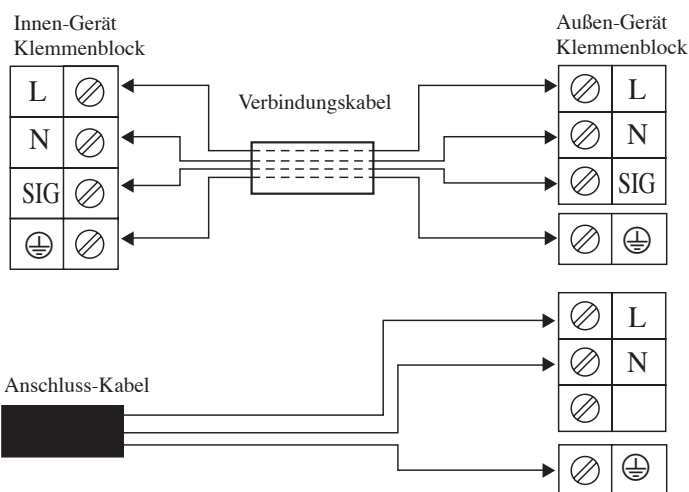 Innen-Gerät
Klemmenblock
L
N
SIG
Verbindungskabel
Außen-Gerät
Klemmenblock
L
N
SIG
Anschluss-Kabel
L
N